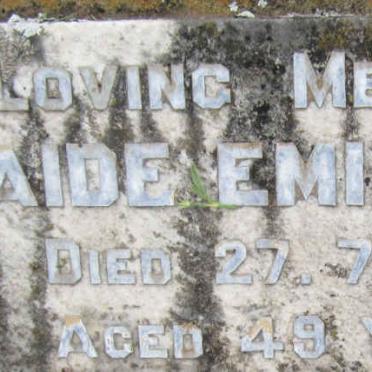 LOVING ME
AIDE EMI
DIED 27. 7
AGED 49